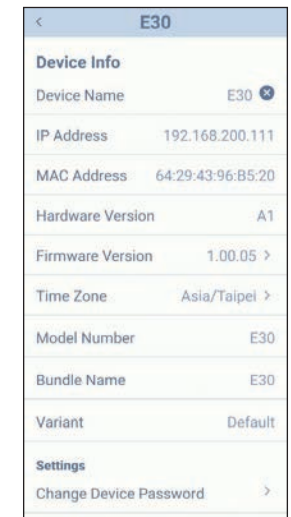 E30
Device Info
Device Name E30
IP Address 192.168.200.111
MAC Address 64:29:43:96:B5:20
Hardware Version A1
Firmware Version 1.00.05 >
Time Zone Asia/Taipei >
Model Number E30
Bundle Name E30
Variant Default
Settings
Change Device Password >